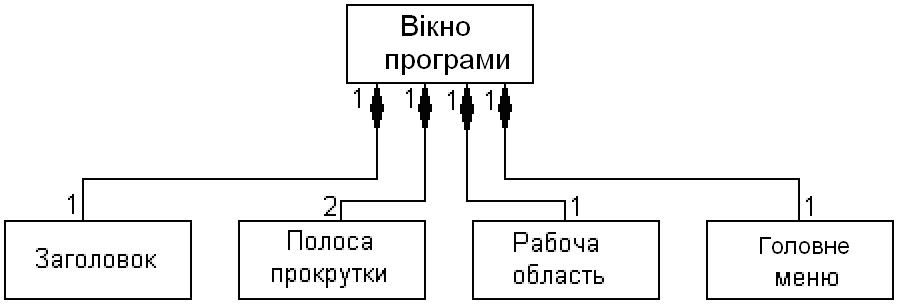 Вікно
програми
1 1 1 1
1 2 1 1
Заголовок
Полоса
прокрутки
Рабоча
область
Головне
меню